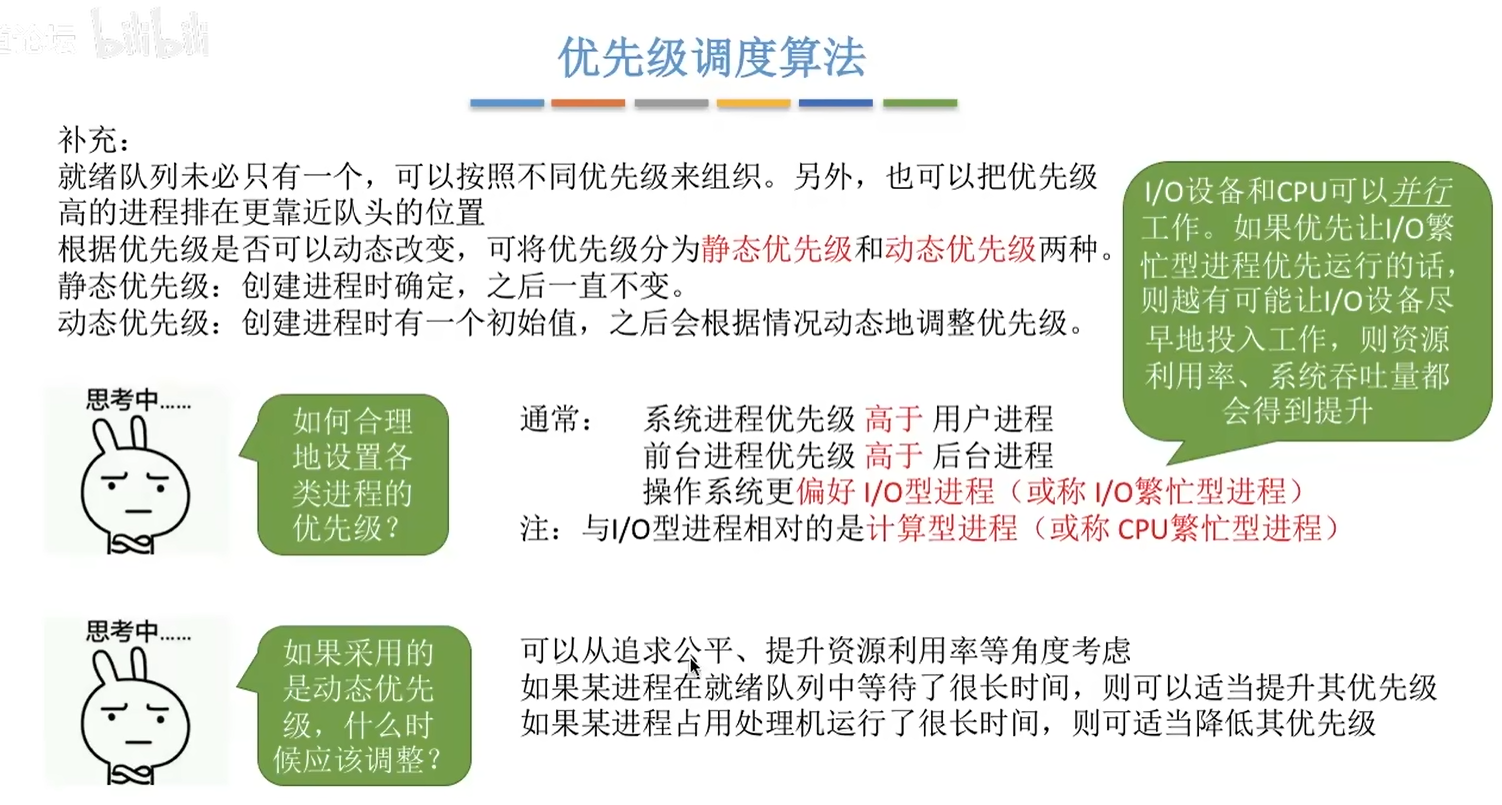 论坛 bilibili
优先级调度算法
补充：
就绪队列未必只有一个，可以按照不同优先级来组织。另外，也可以把优先级
高的进程排在更靠近队头的位置
根据优先级是否可以动态改变，可将优先级分为静态优先级和动态优先级两种。
静态优先级：创建进程时确定，之后一直不变。
动态优先级：创建进程时有一个初始值，之后会根据情况动态地调整优先级。
I/O设备和CPU可以并行
工作。如果优先让I/O繁
忙型进程优先运行的话，
则越有可能让I/O设备尽
早地投入工作，则资源
利用率、系统吞吐量都
会得到提升
思考中......
如何合理
地设置各
类进程的
优先级？
通常： 系统进程优先级 高于 用户进程
前台进程优先级 高于 后台进程
操作系统更偏好 I/O型进程（或称 I/O繁忙型进程）
注：与I/O型进程相对的是计算型进程（或称 CPU繁忙型进程）
思考中......
如果采用的
是动态优先
级，什么时
候应该调整？
可以从追求公平、提升资源利用率等角度考虑
如果某进程在就绪队列中等待了很长时间，则可以适当提升其优先级
如果某进程占用处理机运行了很长时间，则可适当降低其优先级